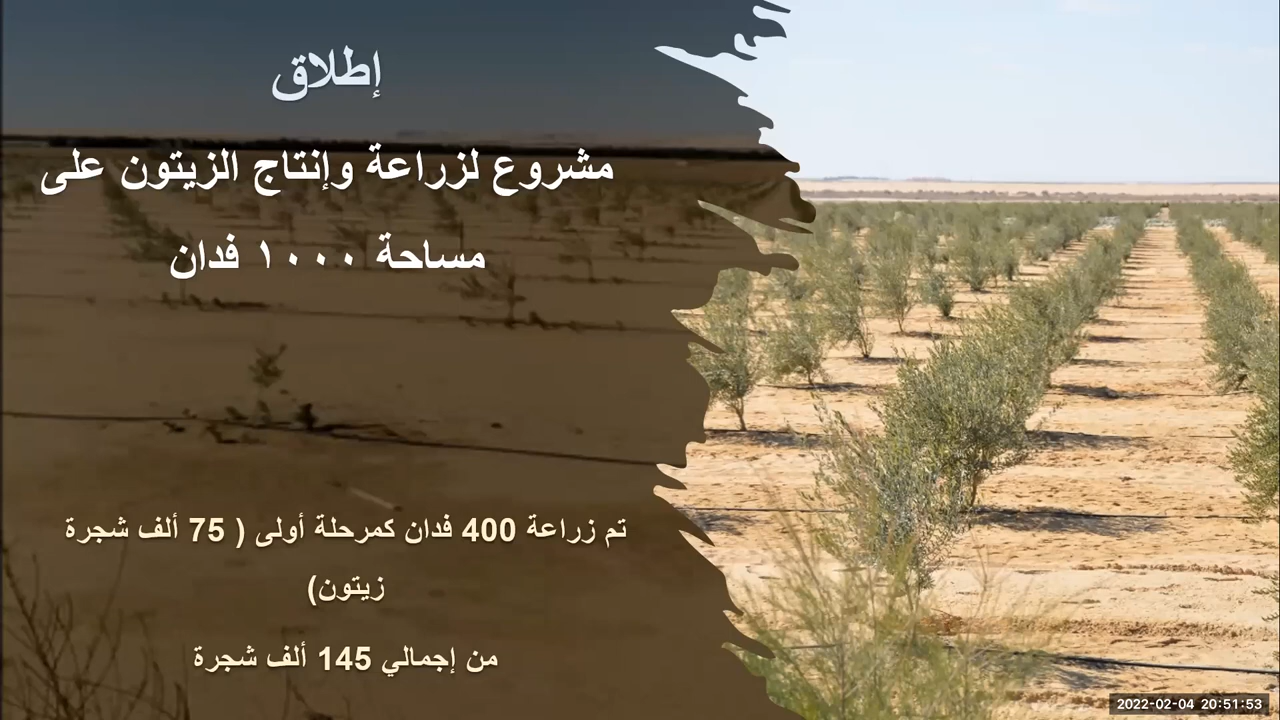 إطلاق
مشروع لزراعة وإنتاج الزيتون على
مساحة ١٠٠٠ فدان
تم زراعة 400 فدان كمرحلة أولى ( 75 ألف شجرة
زيتون)
من إجمالي 145 ألف شجرة
2022-02-04 20:51:53